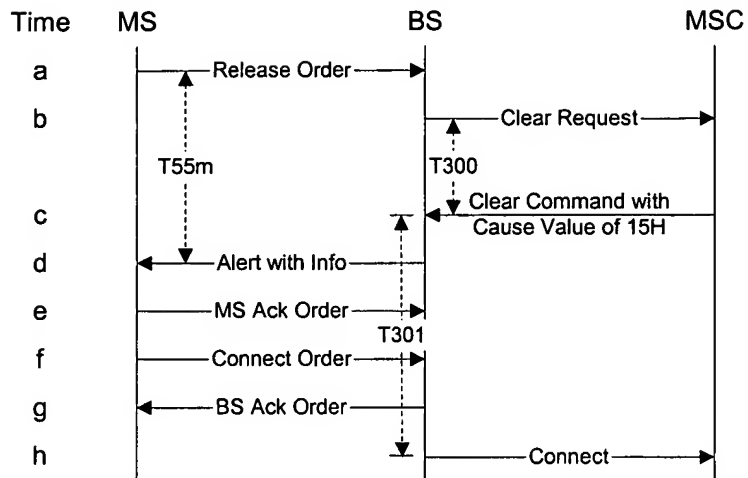 Time MS BS MSC
a Release Order
b Clear Request
T55m T300
c Clear Command with
Cause Value of 15H
d Alert with Info
e MS Ack Order
T301
f Connect Order
g BS Ack Order
h Connect